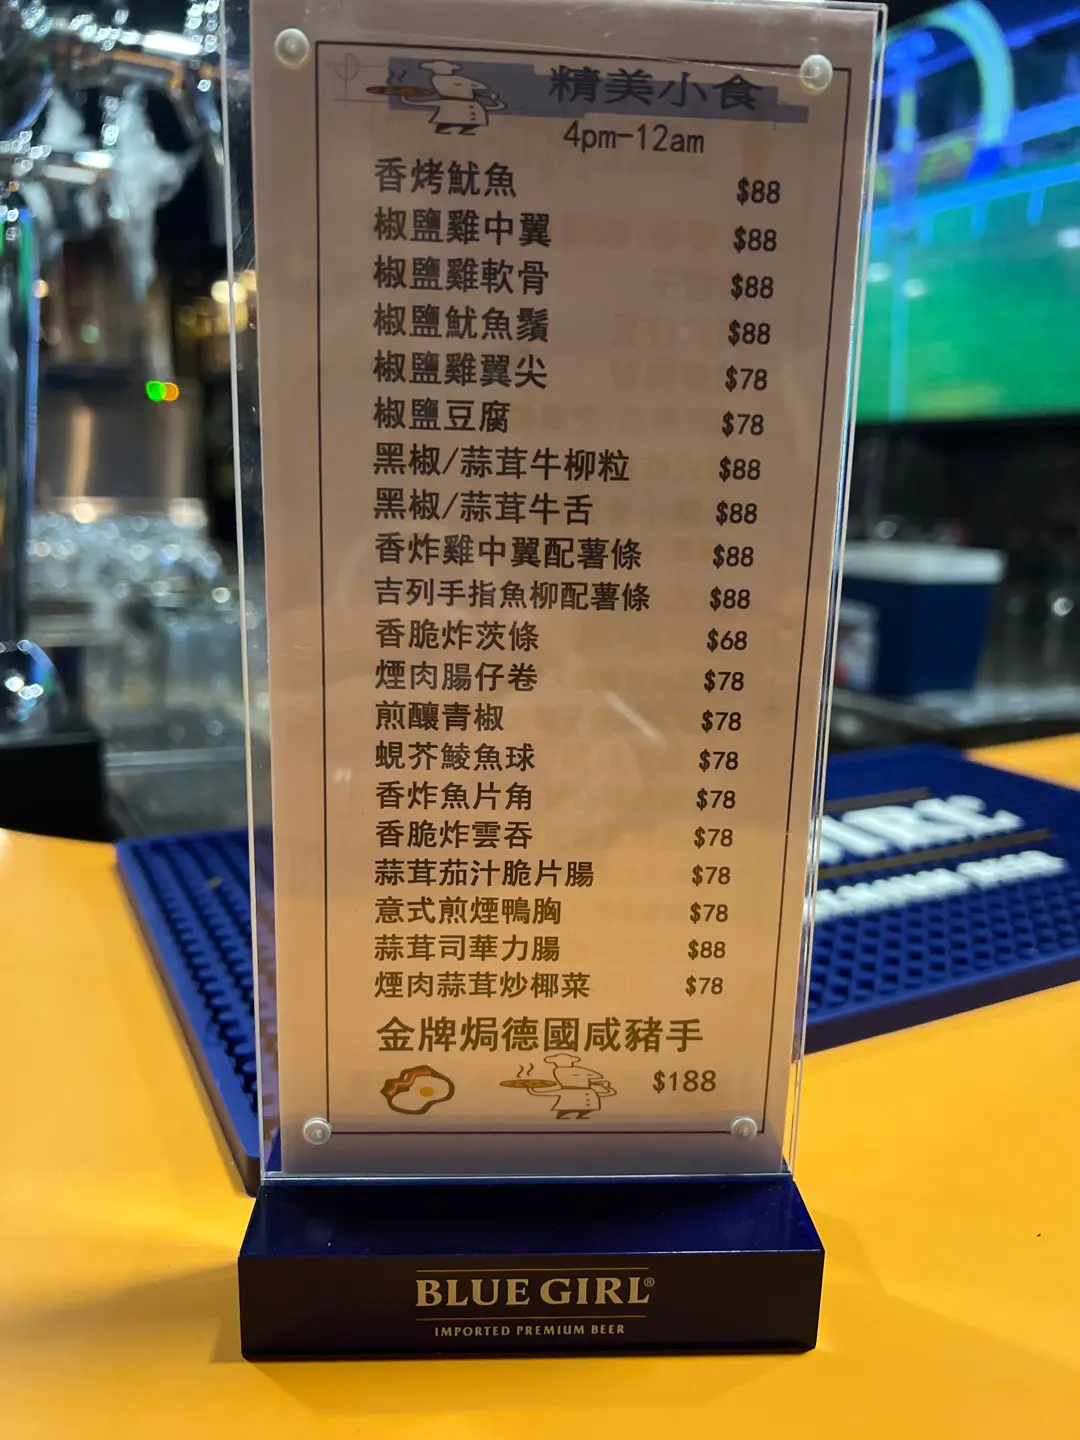 精美小食
4pm-12am
香烤魷魚 $88
椒鹽雞中翼 $88
椒鹽雞軟骨 $88
椒鹽魷魚鬚 $88
椒鹽雞翼尖 $78
椒鹽豆腐 $78
黑椒/蒜茸牛柳粒 $88
黑椒/蒜茸牛舌 $88
香炸雞中翼配薯條 $88
吉列手指魚柳配薯條 $88
香脆炸茨條 $68
煙肉腸仔卷 $78
煎釀青椒 $78
蜆芥鯪魚球 $78
香炸魚片角 $78
香脆炸雲吞 $78
蒜茸茄汁脆片腸 $78
意式煎煙鴨胸 $78
蒜茸司華力腸 $88
煙肉蒜茸炒椰菜 $78
金牌焗德國咸豬手
$188
BLUE GIRL®
IMPORTED PREMIUM BEER